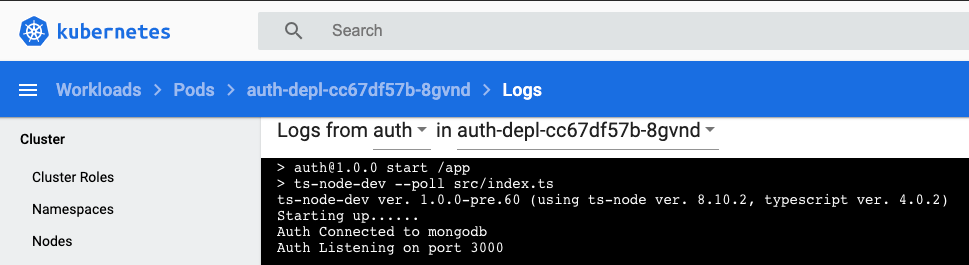 kubernetes
Search
Workloads > Pods > auth-depl-cc67df57b-8gvnd > Logs
Cluster
Cluster Roles
Namespaces
Nodes
Logs from auth in auth-depl-cc67df57b-8gvnd
> auth@1.0.0 start /app
> ts-node-dev --poll src/index.ts
ts-node-dev ver. 1.0.0-pre.60 (using ts-node ver. 8.10.2, typescript ver. 4.0.2)
Starting up......
Auth Connected to mongodb
Auth Listening on port 3000